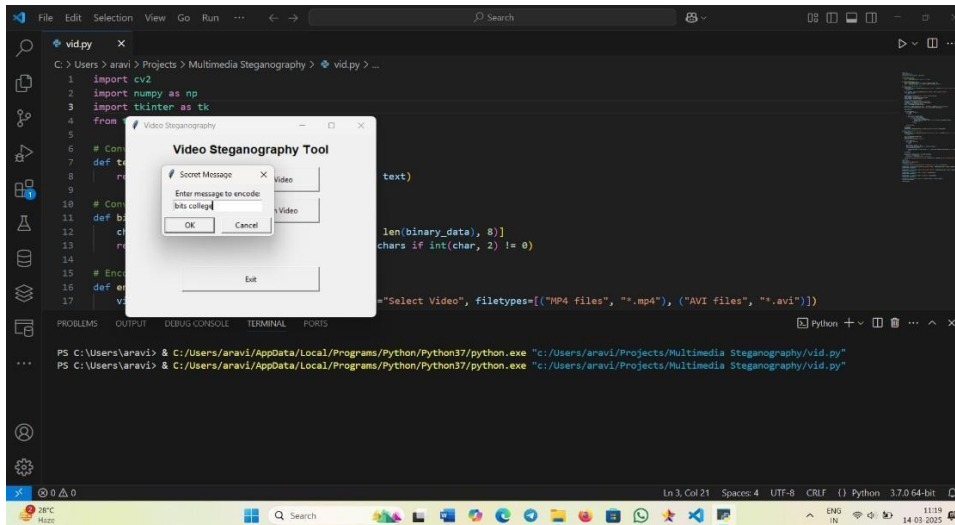 File Edit Selection View Go Run ... Search
vid.py
C: > Users > aravi > Projects > Multimedia Steganography > vid.py > ...
1 import cv2
2 import numpy as np
3 import tkinter as tk
4 from
5
6 # Con
7 def te
8 re text)
9
10 # Con
11 def bi
12 ch len(binary_data), 8)]
13 re chars if int(char, 2) != 0)
14
15 # Enco
16 def en
17 vi ="Select Video", filetypes=[("MP4 files", "*.mp4"), ("AVI files", "*.avi")])
Video Steganography
Video Steganography Tool
Video
n Video
Exit
Secret Message
Enter message to encode:
bits college
OK Cancel
PROBLEMS OUTPUT DEBUG CONSOLE TERMINAL PORTS Python
PS C:\Users\aravi> & C:/Users/aravi/AppData/Local/Programs/Python/Python37/python.exe "c:/Users/aravi/Projects/Multimedia Steganography/vid.py"
PS C:\Users\aravi> & C:/Users/aravi/AppData/Local/Programs/Python/Python37/python.exe "c:/Users/aravi/Projects/Multimedia Steganography/vid.py"
0 0 Ln 3, Col 21 Spaces: 4 UTF-8 CRLF {} Python 3.7.0 64-bit
28°C
Haze
Search
ENG
IN
11:19
14-03-2025